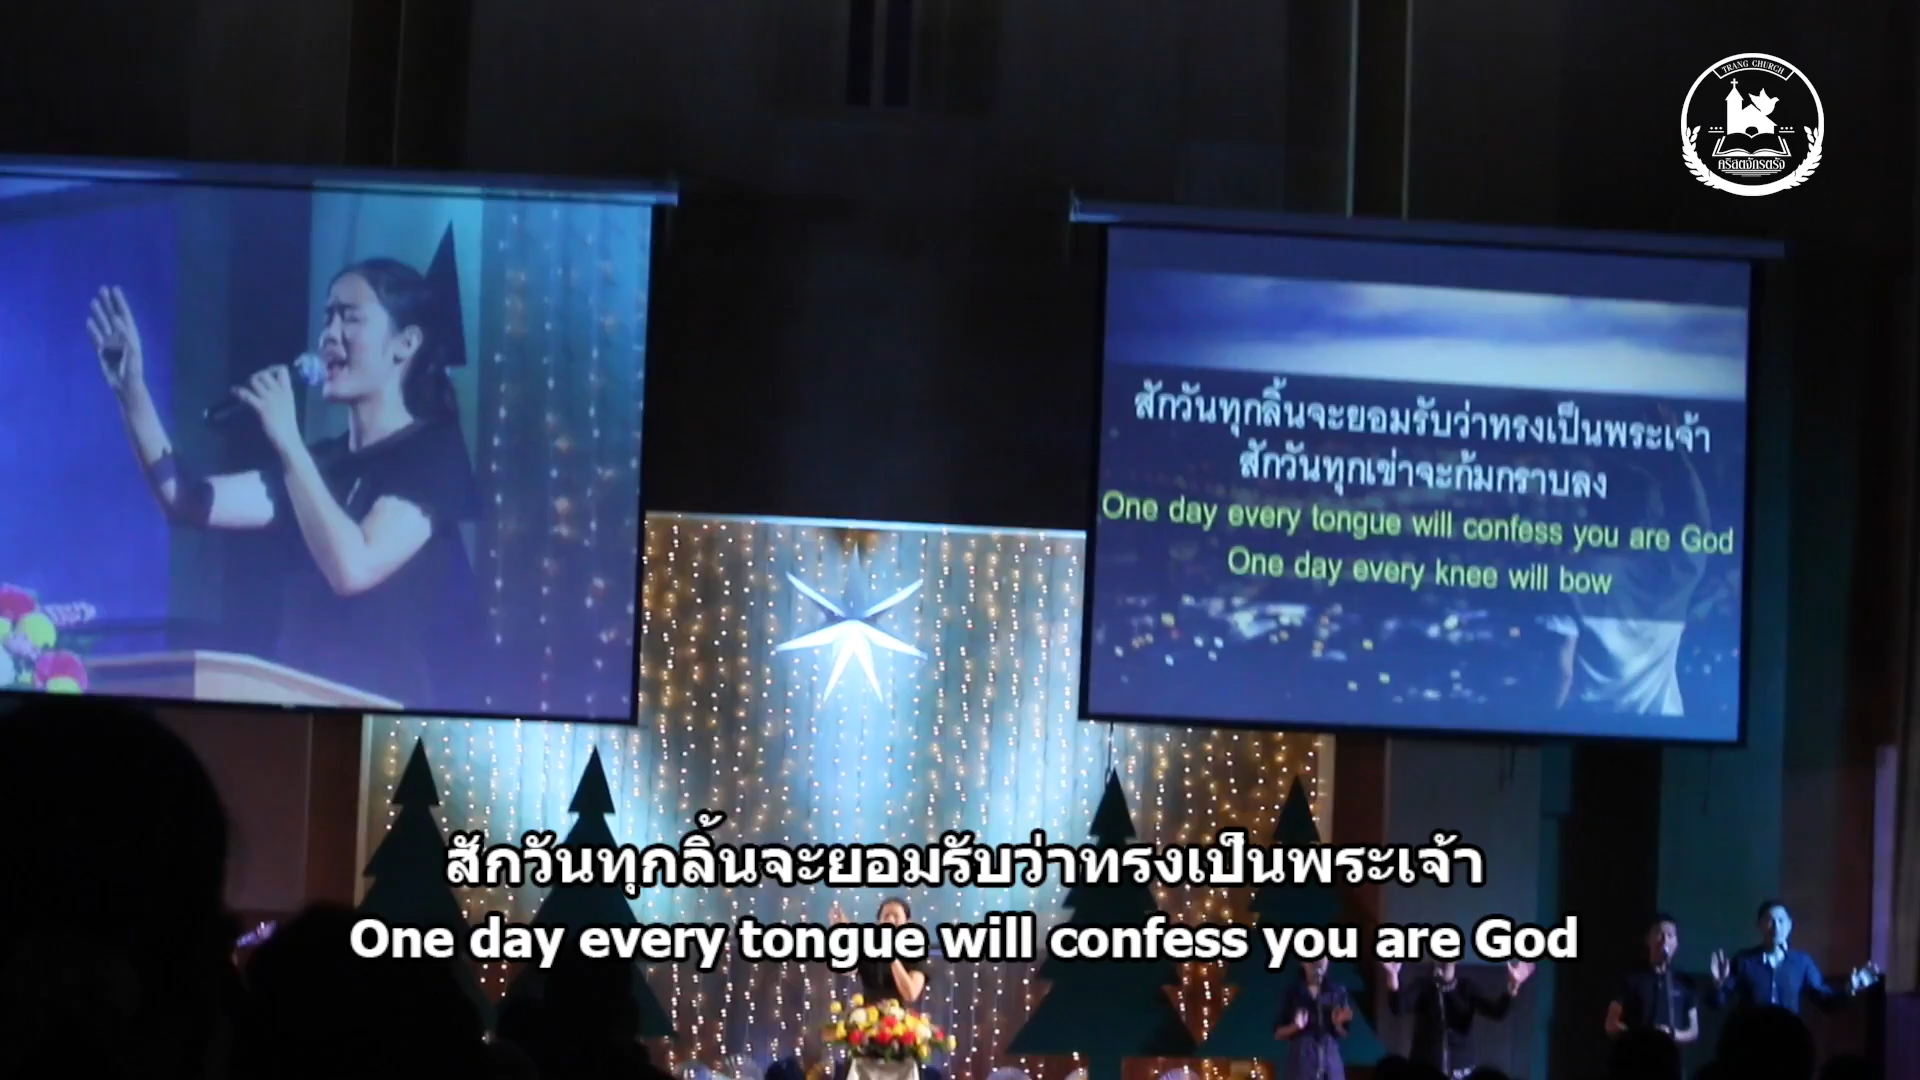 TRANG CHURCH
คริสตจักรตรัง
สักวันทุกลิ้นจะยอมรับว่าทรงเป็นพระเจ้า
สักวันทุกเข่าจะก้มกราบลง
One day every tongue will confess you are God
One day every knee will bow
สักวันทุกลิ้นจะยอมรับว่าทรงเป็นพระเจ้า
One day every tongue will confess you are God